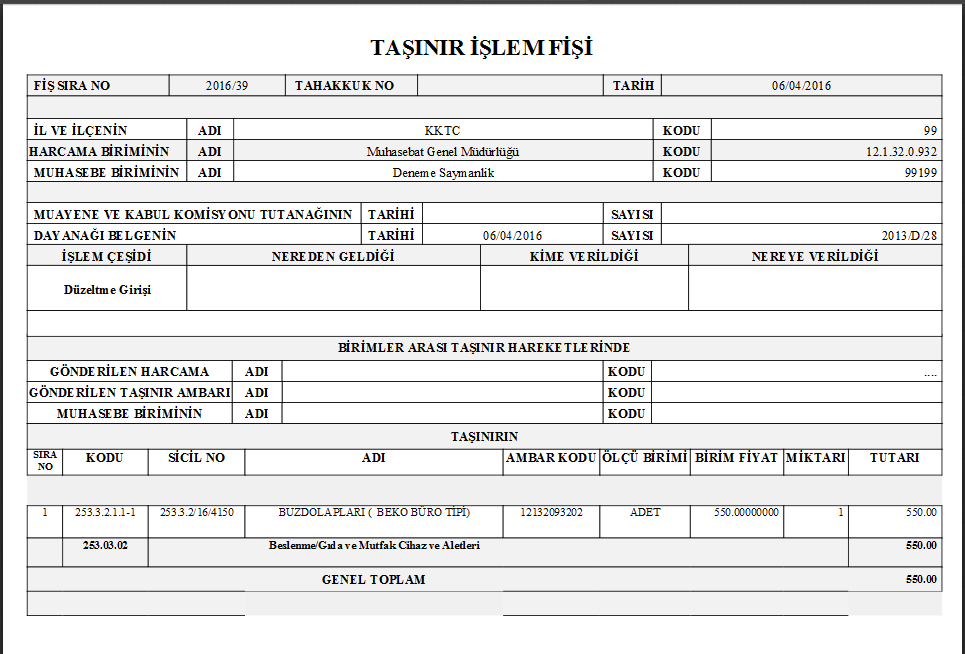 TAŞINIR İŞLEM FİŞİ
FİŞ SIRA NO 2016/39 TAHAKKUK NO TARİH 06/04/2016
İL VE İLÇENİN ADI KKTC KODU 99
HARCAMA BİRİMİNİN ADI Muhasebat Genel Müdürlüğü KODU 12.1.32.0.932
MUHASEBE BİRİMİNİN ADI Deneme Saymanlik KODU 99199
MUAYENE VE KABUL KOMİSYONU TUTANAĞININ TARİHİ SAYISI
DAYANAĞI BELGENİN TARİHİ 06/04/2016 SAYISI 2013/D/28
İŞLEM ÇEŞİDİ NEREDEN GELDİĞİ KİME VERİLDİĞİ NEREYE VERİLDİĞİ
Düzeltme Girişi
BİRİMLER ARASI TAŞINIR HAREKETLERİNDE
GÖNDERİLEN HARCAMA ADI KODU ....
GÖNDERİLEN TAŞINIR AMBARI ADI KODU
MUHASEBE BİRİMİNİN ADI KODU
TAŞINIRIN
SIRA NO KODU SİCİL NO ADI AMBAR KODU ÖLÇÜ BİRİMİ BİRİM FİYAT MİKTARI TUTARI
1 253.3.2.1.1-1 253.3.2/16/4150 BUZDOLAPLARI ( BEKO BÜRO TİPİ) 12132093202 ADET 550.00000000 1 550.00
253.03.02 Beslenme/Gıda ve Mutfak Cihaz ve Aletleri 550.00
GENEL TOPLAM 550.00